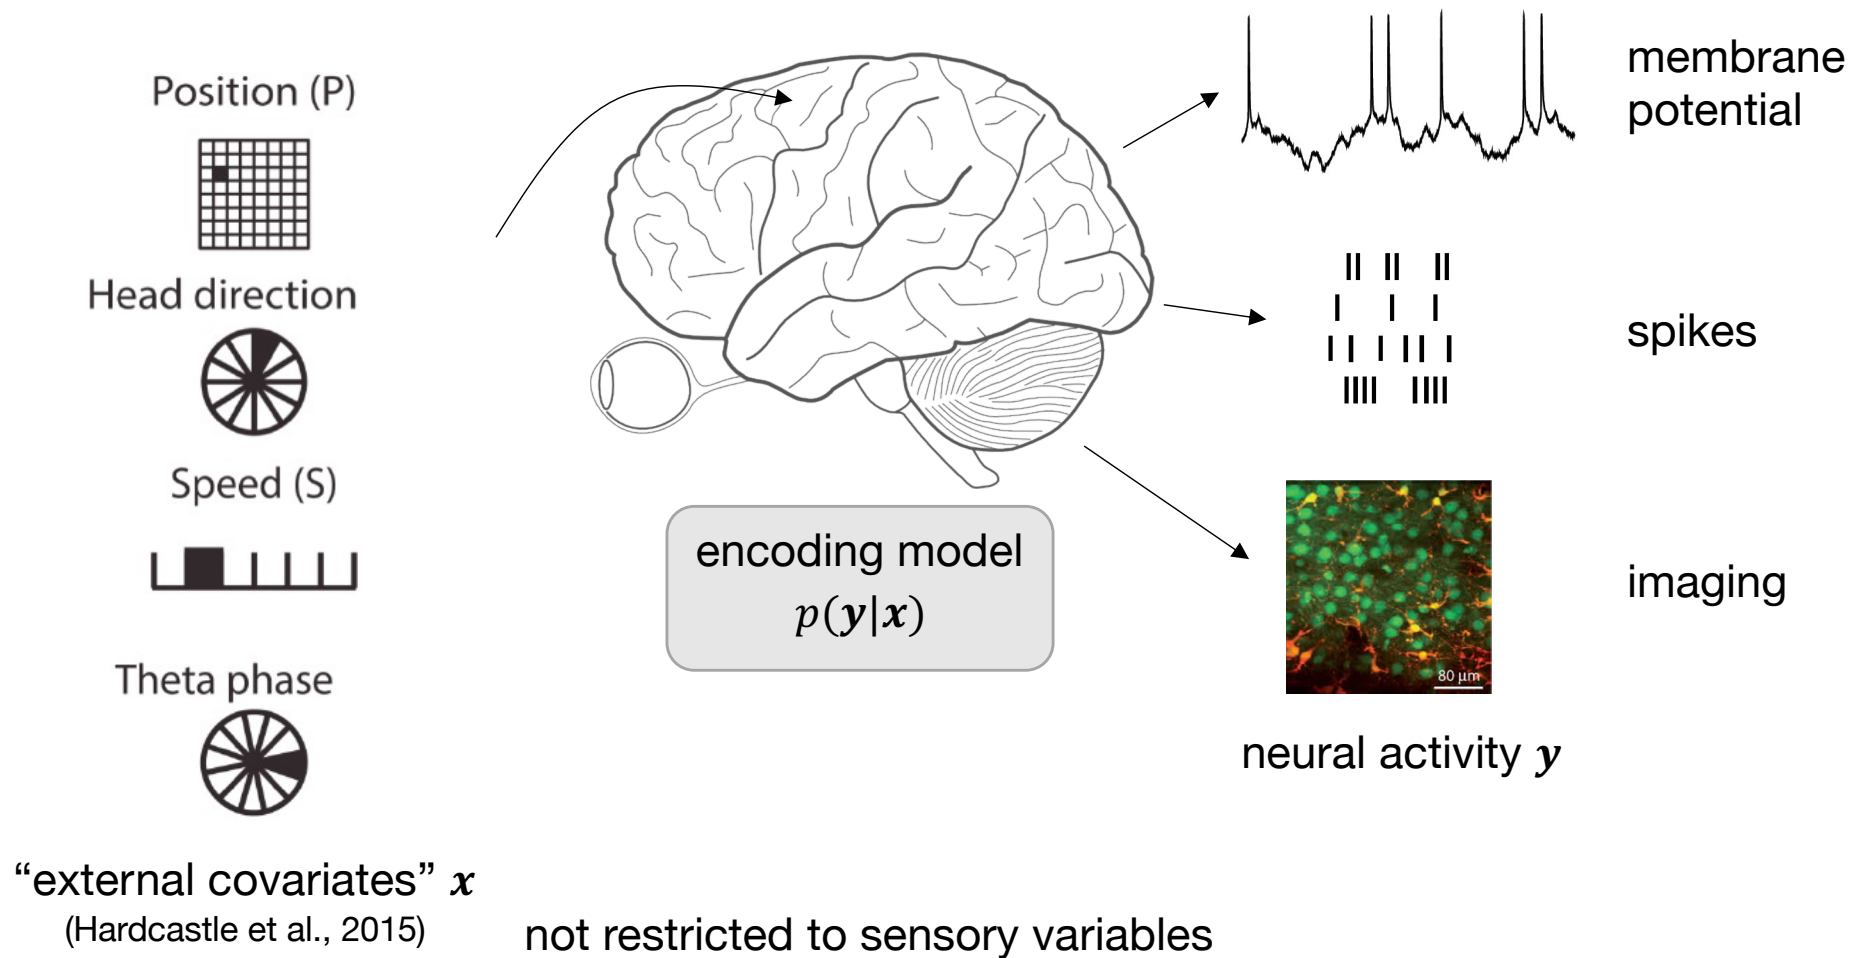 Position (P)
Head direction
Speed (S)
Theta phase
“external covariates” x
(Hardcastle et al., 2015)
encoding model
p(y|x)
not restricted to sensory variables
membrane
potential
spikes
imaging
80 µm
neural activity y